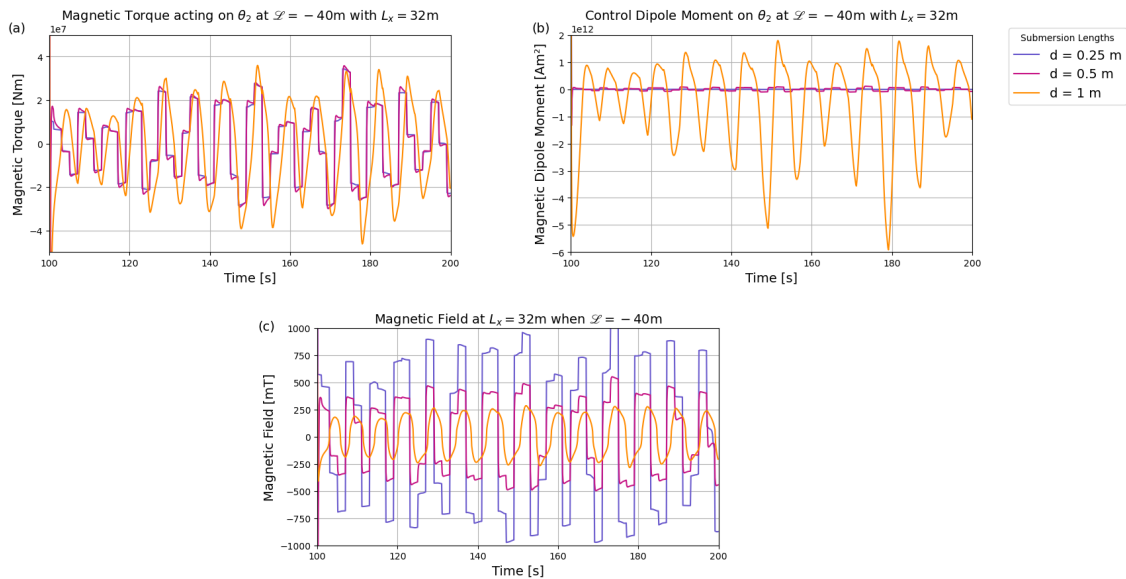 (a)
Magnetic Torque acting on θ₂ at ℒ = −40m with Lₓ = 32m
1e7
Magnetic Torque [Nm]
4
2
0
−2
−4
100 120 140 160 180 200
Time [s]
(b)
Control Dipole Moment on θ₂ at ℒ = −40m with Lₓ = 32m
1e12
Magnetic Dipole Moment [Am²]
2
1
0
−1
−2
−3
−4
−5
−6
100 120 140 160 180 200
Time [s]
Submersion Lengths
d = 0.25 m
d = 0.5 m
d = 1 m
(c)
Magnetic Field at Lₓ = 32m when ℒ = −40m
Magnetic Field [mT]
1000
750
500
250
0
−250
−500
−750
−1000
100 120 140 160 180 200
Time [s]